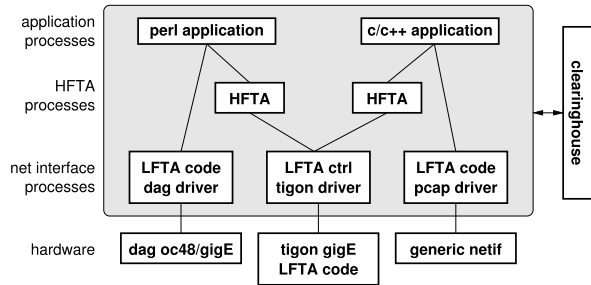 application
processes
perl application
c/c++ application
HFTA
processes
HFTA
HFTA
clearinghouse
net interface
processes
LFTA code
dag driver
LFTA ctrl
tigon driver
LFTA code
pcap driver
hardware
dag oc48/gigE
tigon gigE
LFTA code
generic netif